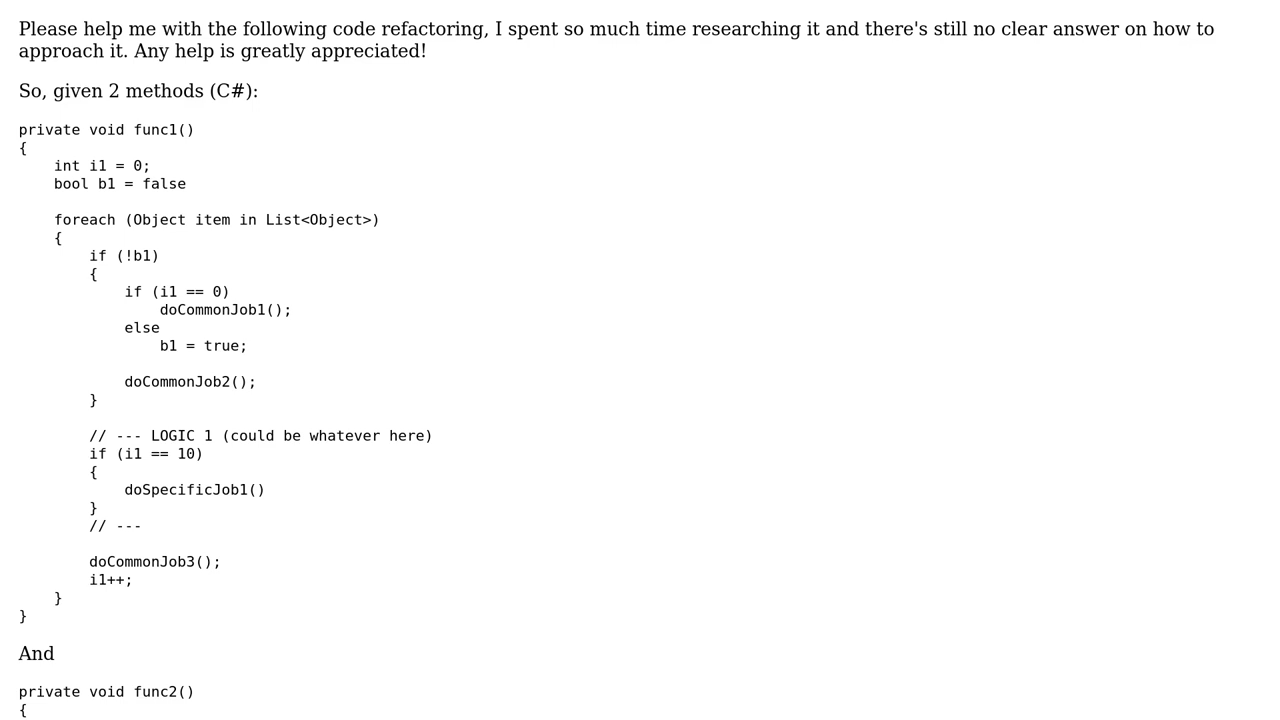 Please help me with the following code refactoring, I spent so much time researching it and there's still no clear answer on how to
approach it. Any help is greatly appreciated!
So, given 2 methods (C#):
private void func1()
{
    int i1 = 0;
    bool b1 = false
    foreach (Object item in List<Object>)
    {
        if (!b1)
        {
            if (i1 == 0)
                doCommonJob1();
            else
                b1 = true;
            doCommonJob2();
        }
        // --- LOGIC 1 (could be whatever here)
        if (i1 == 10)
        {
            doSpecificJob1()
        }
        // ---
        doCommonJob3();
        i1++;
    }
}
And
private void func2()
{